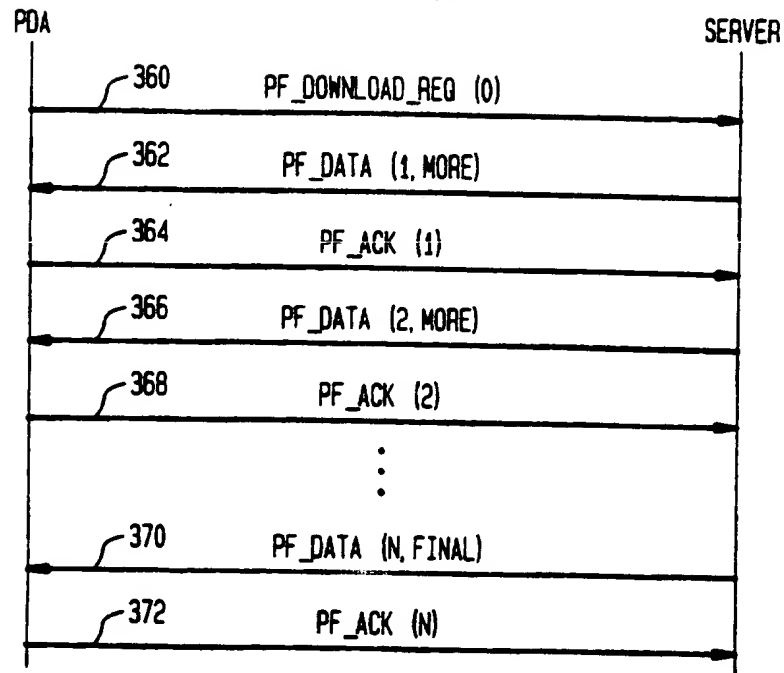 PDA
SERVER
360
PF_DOWNLOAD_REQ (0)
362
PF_DATA (1, MORE)
364
PF_ACK (1)
366
PF_DATA (2, MORE)
368
PF_ACK (2)
370
PF_DATA (N, FINAL)
372
PF_ACK (N)